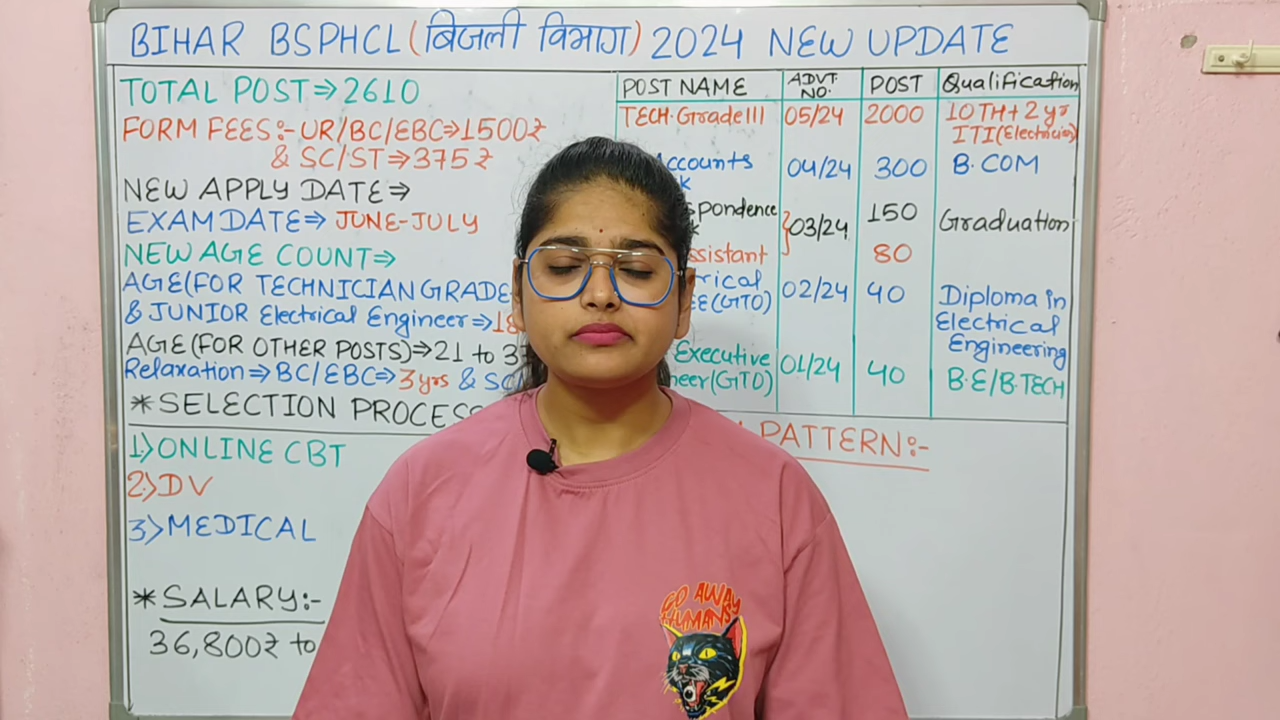 BIHAR BSPHCL (बिजली विभाग) 2024 NEW UPDATE
TOTAL POST⇒2610
FORM FEES:- UR/BC/EBC⇒1500₹
& SC/ST⇒375₹
NEW APPLY DATE⇒
EXAM DATE⇒ JUNE-JULY
NEW AGE COUNT⇒
AGE(FOR TECHNICIAN GRADE
& JUNIOR Electrical Engineer⇒18
AGE(FOR OTHER POSTS)⇒21 to 37
Relaxation⇒BC/EBC⇒3yrs &
*SELECTION PROCESS
1.>ONLINE CBT
2.>DV
3>MEDICAL
*SALARY:-
36,800₹ to
POST NAME ADVT. NO. POST Qualification
TECH. Grade III 05/24 2000 10TH+2yr
ITI(Electrician)
Accounts 04/24 300 B.COM
pondence 03/24 150 Graduation
ssistant 80
rical 02/24 40 Diploma in
(GTO) Electrical
Engineering
Executive 01/24 40 B.E/B.TECH
neer(GTO)
PATTERN:-
GO AWAY
HUMANS